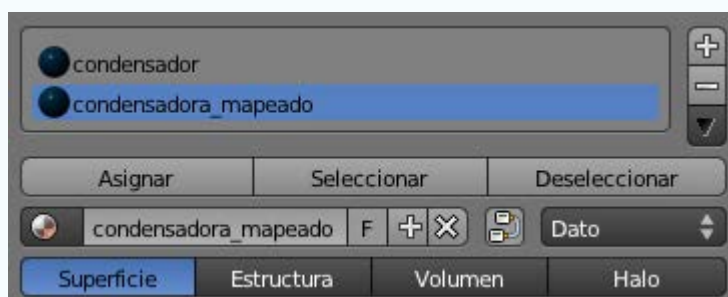 condensador
condensadora_mapeado
Asignar Seleccionar Deseleccionar
condensadora_mapeado F Dato
Superficie Estructura Volumen Halo